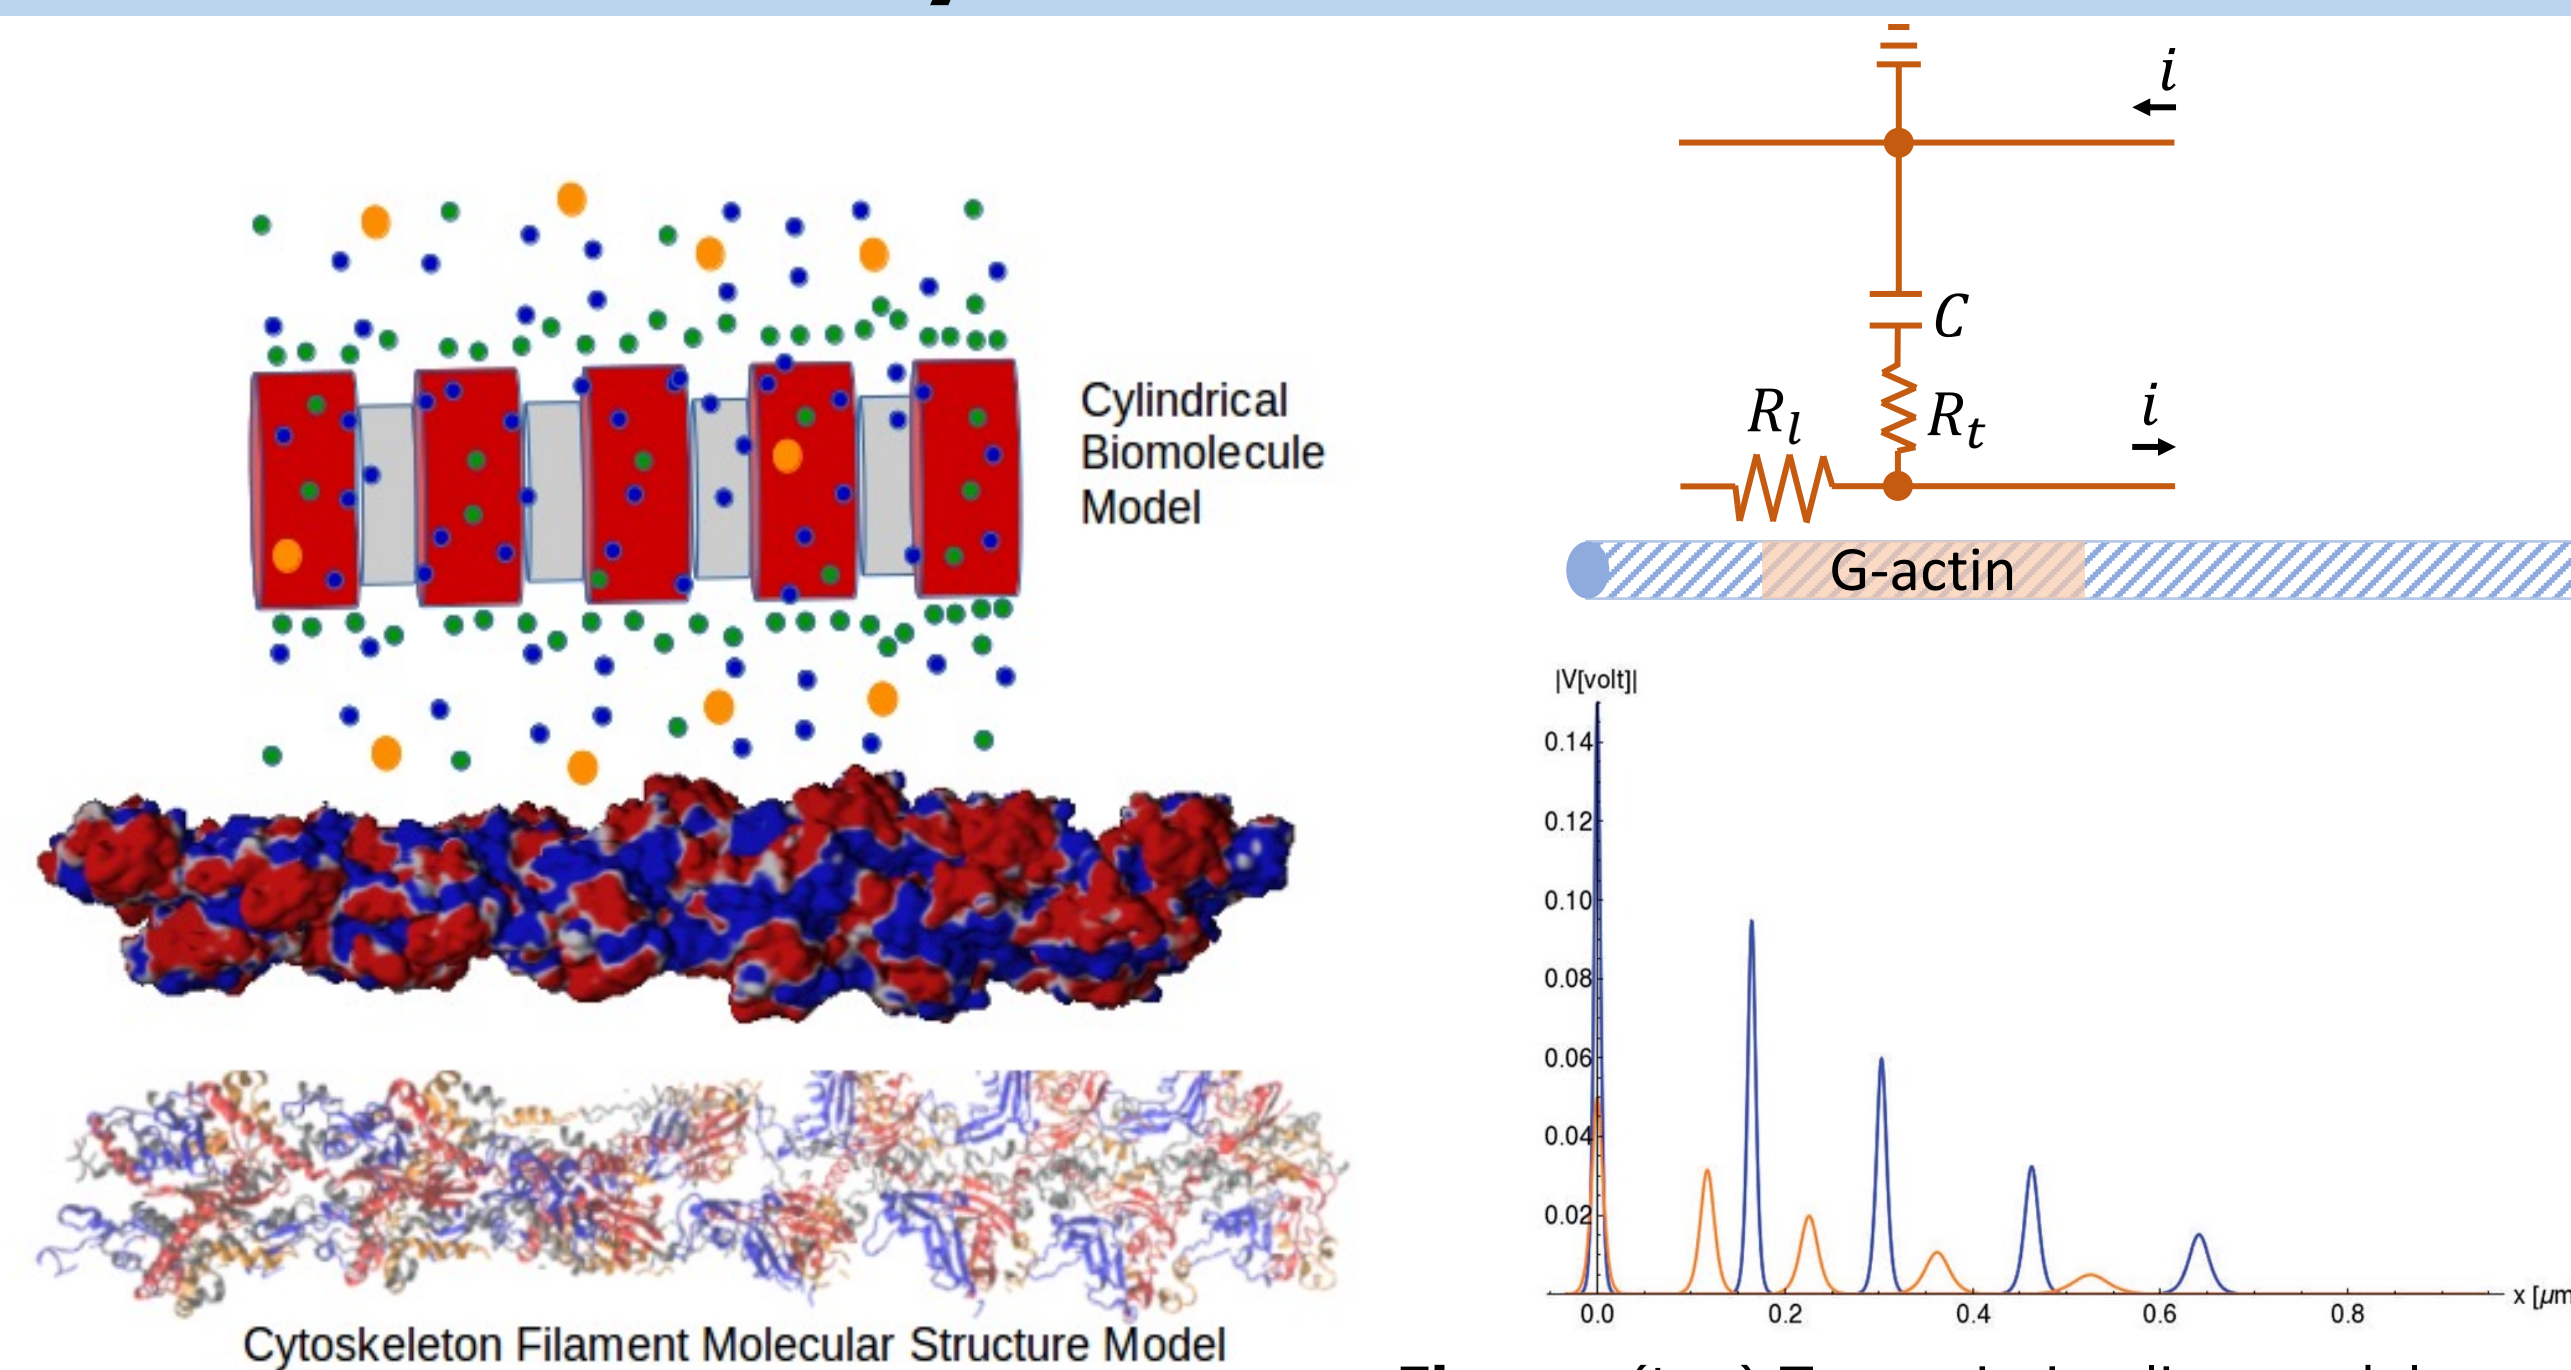 Cylindrical
Biomolecule
Model
Cytoskeleton Filament Molecular Structure Model
i
C
R_l
R_t
i
G-actin
|V[volt]|
0.14
0.12
0.10
0.08
0.06
0.04
0.02
0.0 0.2 0.4 0.6 0.8
x [μm